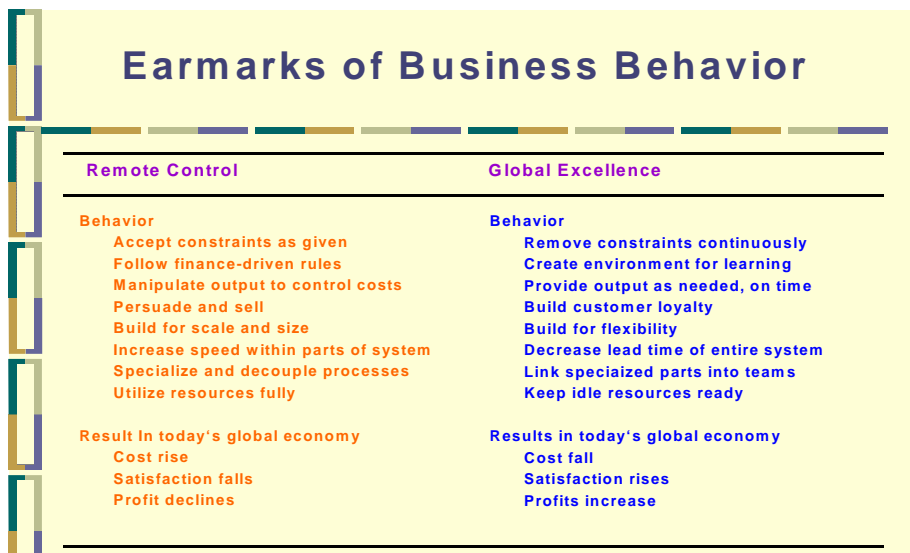 Earmarks of Business Behavior
Remote Control
Global Excellence
Behavior
Accept constraints as given
Follow finance-driven rules
Manipulate output to control costs
Persuade and sell
Build for scale and size
Increase speed within parts of system
Specialize and decouple processes
Utilize resources fully
Result In today‘s global economy
Cost rise
Satisfaction falls
Profit declines
Behavior
Remove constraints continuously
Create environment for learning
Provide output as needed, on time
Build customer loyalty
Build for flexibility
Decrease lead time of entire system
Link speciaized parts into teams
Keep idle resources ready
Results in today‘s global economy
Cost fall
Satisfaction rises
Profits increase